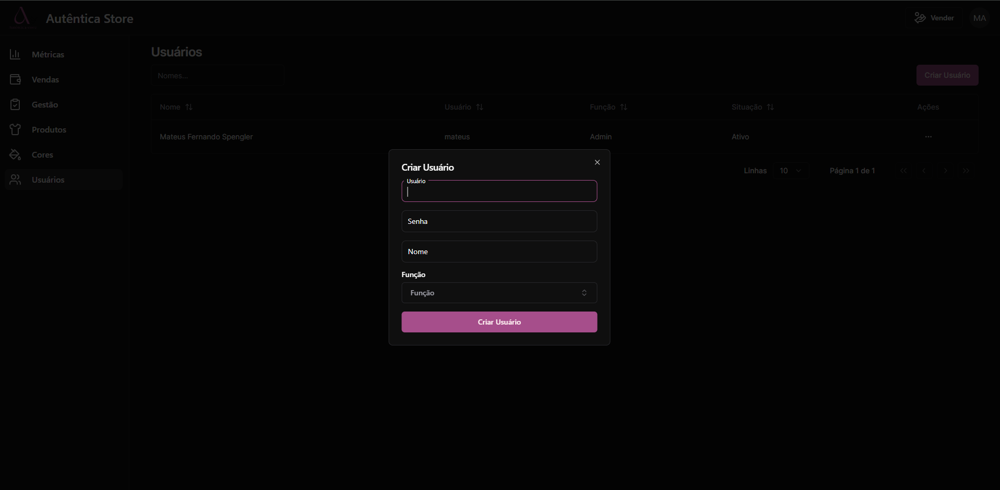 Autêntica Store
Vender
MA
Métricas
Vendas
Gestão
Produtos
Cores
Usuários
Usuários
Nomes...
Criar Usuário
Nome Usuário Função Situação Ações
Mateus Fernando Spengler mateus Admin Ativo ...
Linhas 10 Página 1 de 1
Criar Usuário
Usuário
Senha
Nome
Função
Função
Criar Usuário